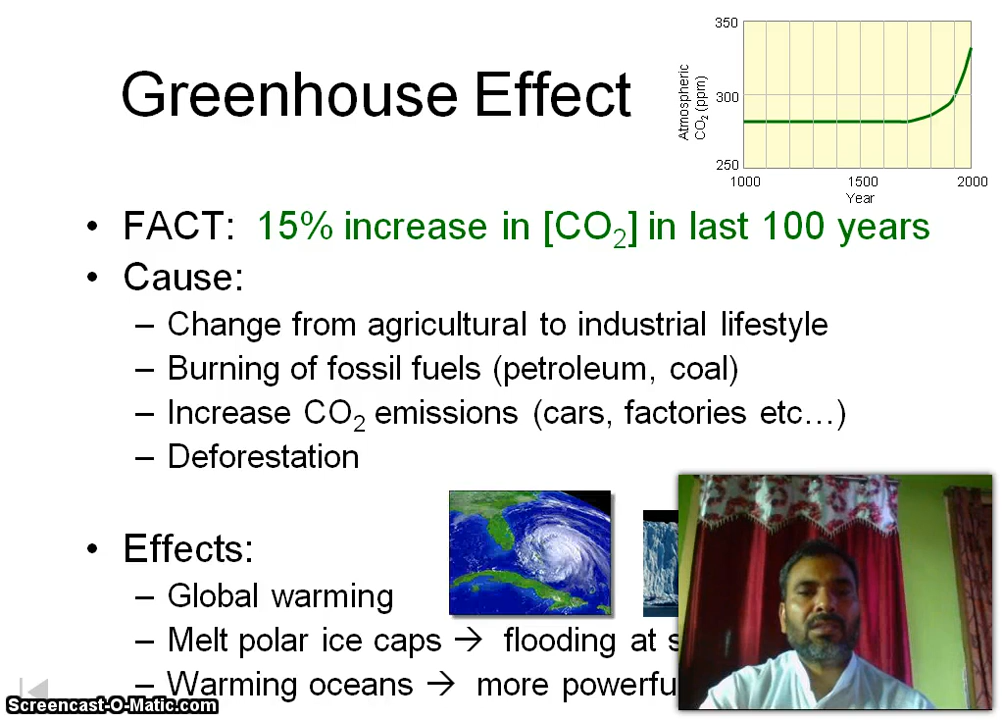 Greenhouse Effect
350
300
250
Atmospheric
CO₂ (ppm)
1000 1500 2000
Year
• FACT: 15% increase in [CO₂] in last 100 years
• Cause:
– Change from agricultural to industrial lifestyle
– Burning of fossil fuels (petroleum, coal)
– Increase CO₂ emissions (cars, factories etc…)
– Deforestation
• Effects:
– Global warming
– Melt polar ice caps → flooding at
– Warming oceans → more
Screencast-O-Matic.com